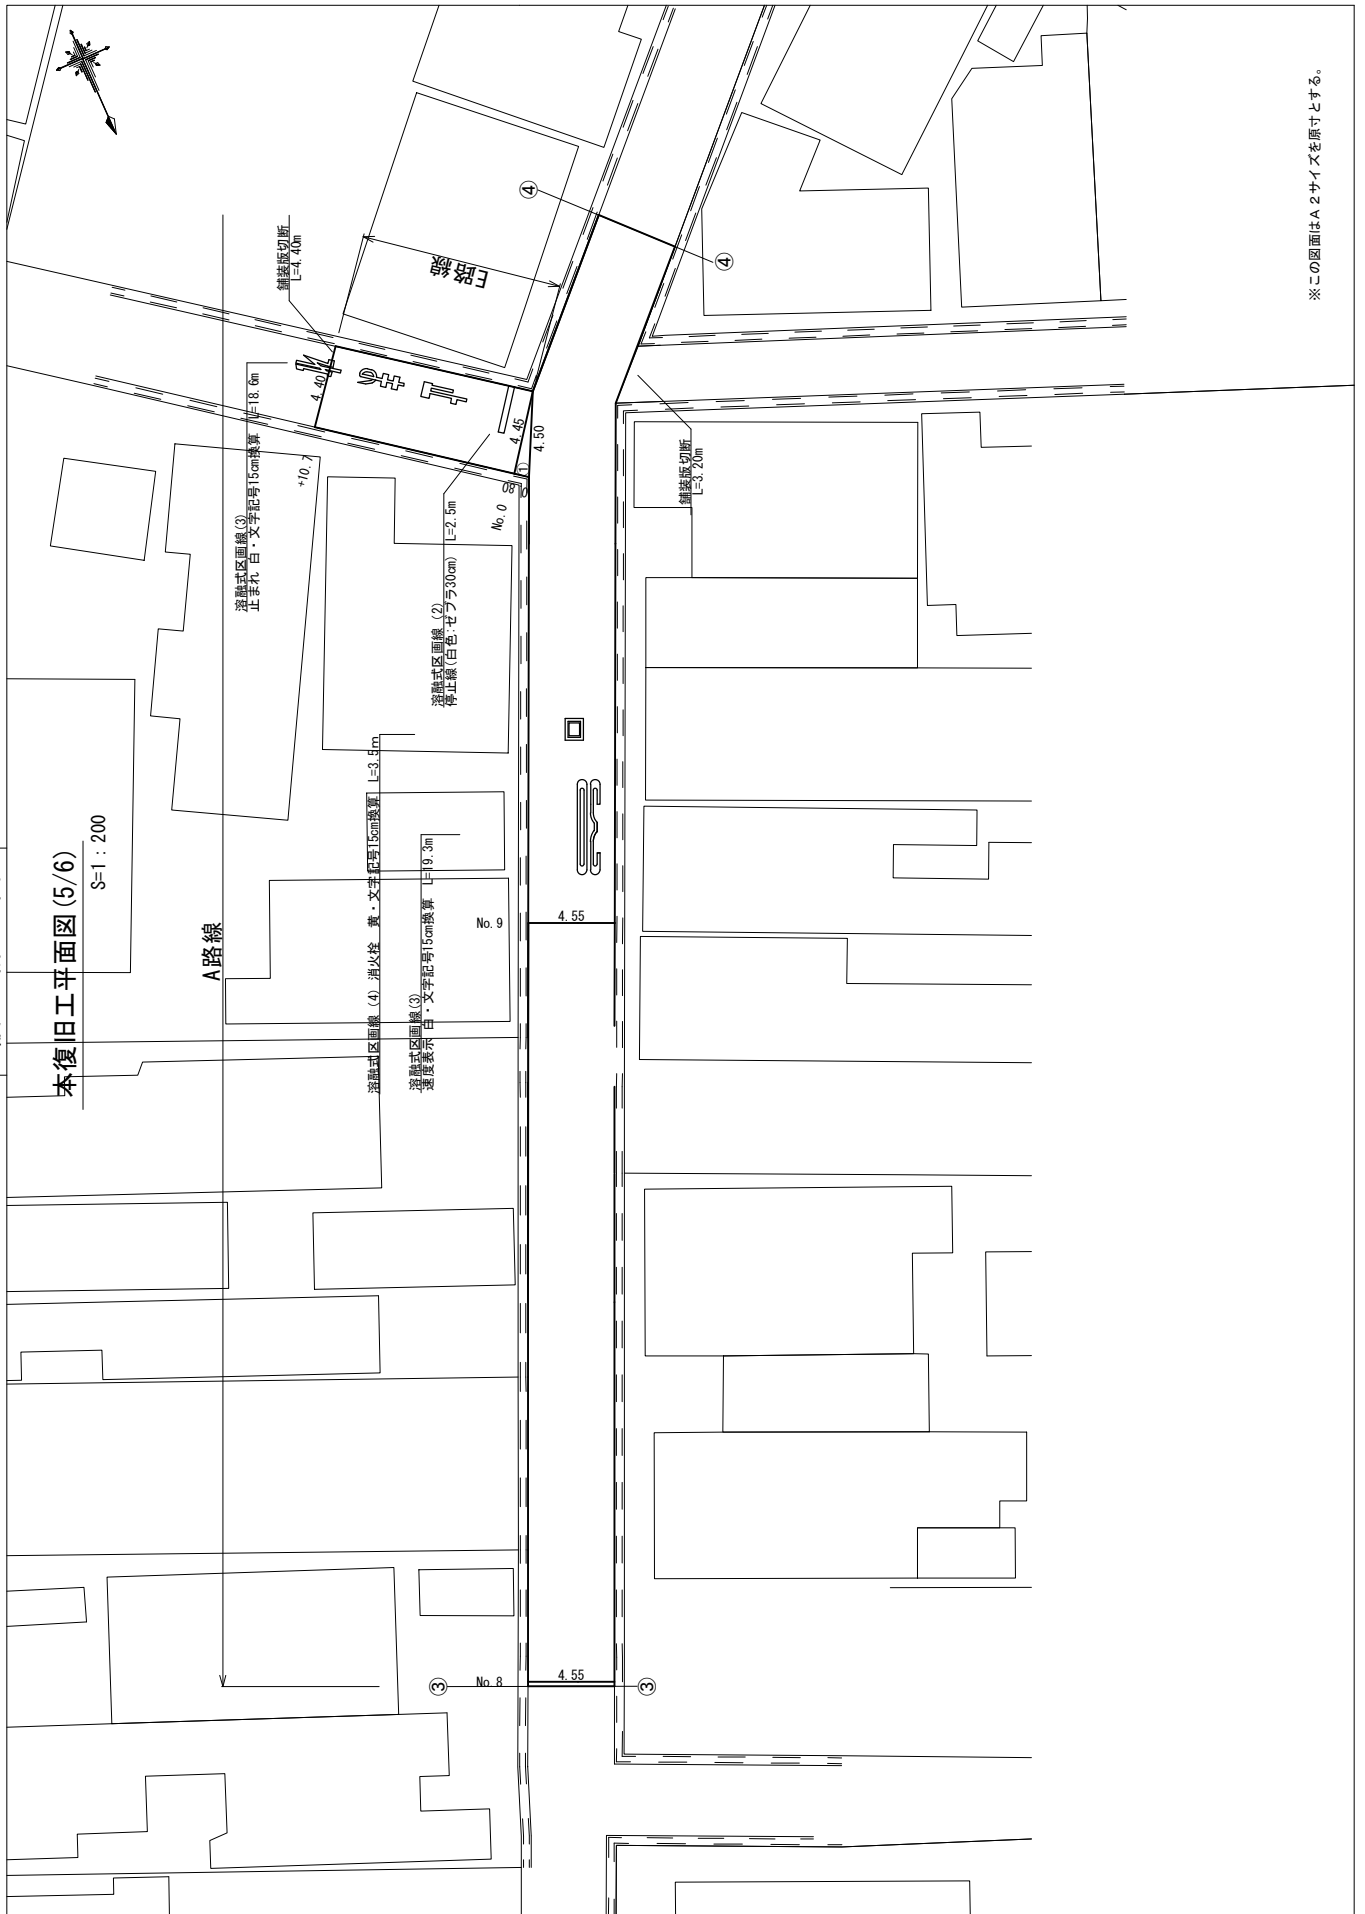 本復旧工平面図(5/6)
S=1:200
A路線
舗装版切断
L=4.40m
溶融式区画線(3)
止まれ 白・文字記号15cm換算 L=18.6m
E路線
④
④
4.40
止まれ
4.45
4.50
+10.7
No.0
溶融式区画線(2)
停止線(白色:ゼブラ30cm) L=2.5m
舗装版切断
L=3.20m
溶融式区画線(4) 消火栓 黄・文字記号15cm換算 L=3.5m
溶融式区画線(3)
速度表示 白・文字記号15cm換算 L=19.3m
No.9
4.55
③
No.8
4.55
③
※この図面はA2サイズを原寸とする。